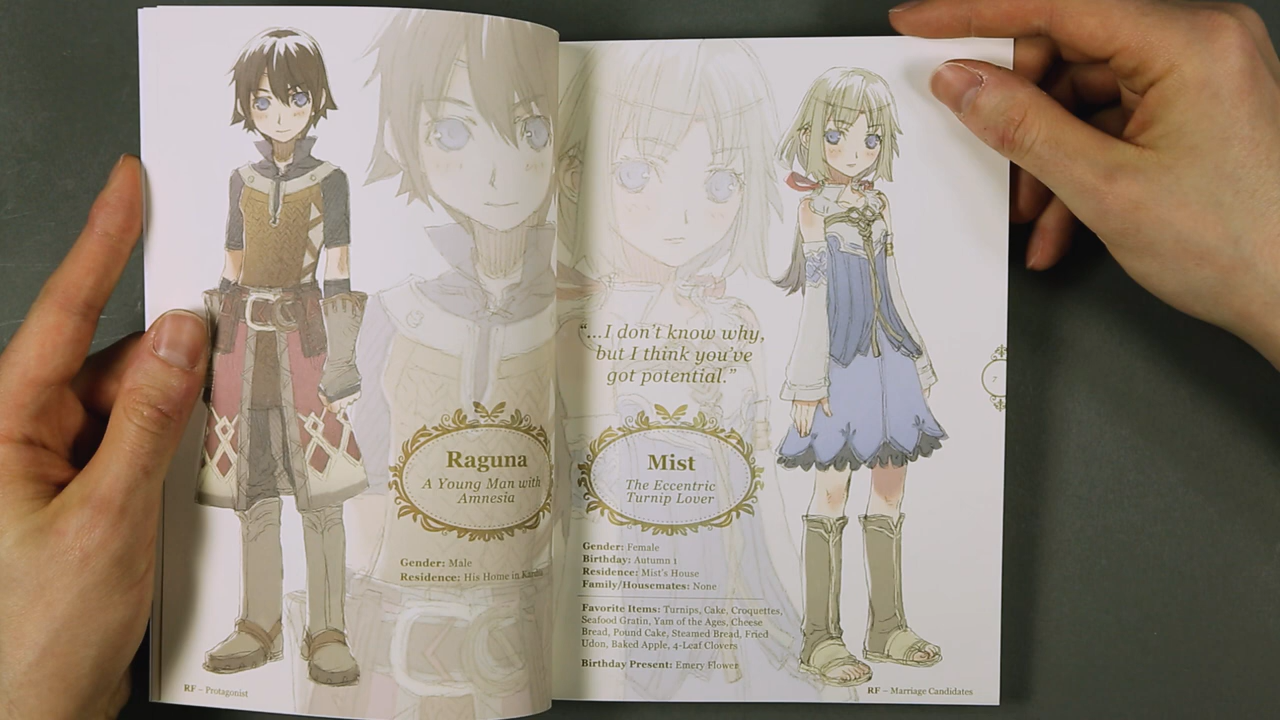 Raguna
A Young Man with
Amnesia
Gender: Male
Residence: His Home in Kardia
RF – Protagonist
“...I don’t know why,
but I think you’ve
got potential.”
Mist
The Eccentric
Turnip Lover
Gender: Female
Birthday: Autumn 1
Residence: Mist’s House
Family/Housemates: None
Favorite Items: Turnips, Cake, Croquettes,
Seafood Gratin, Yam of the Ages, Cheese
Bread, Pound Cake, Steamed Bread, Fried
Udon, Baked Apple, 4-Leaf Clovers
Birthday Present: Emery Flower
RF – Marriage Candidates
7